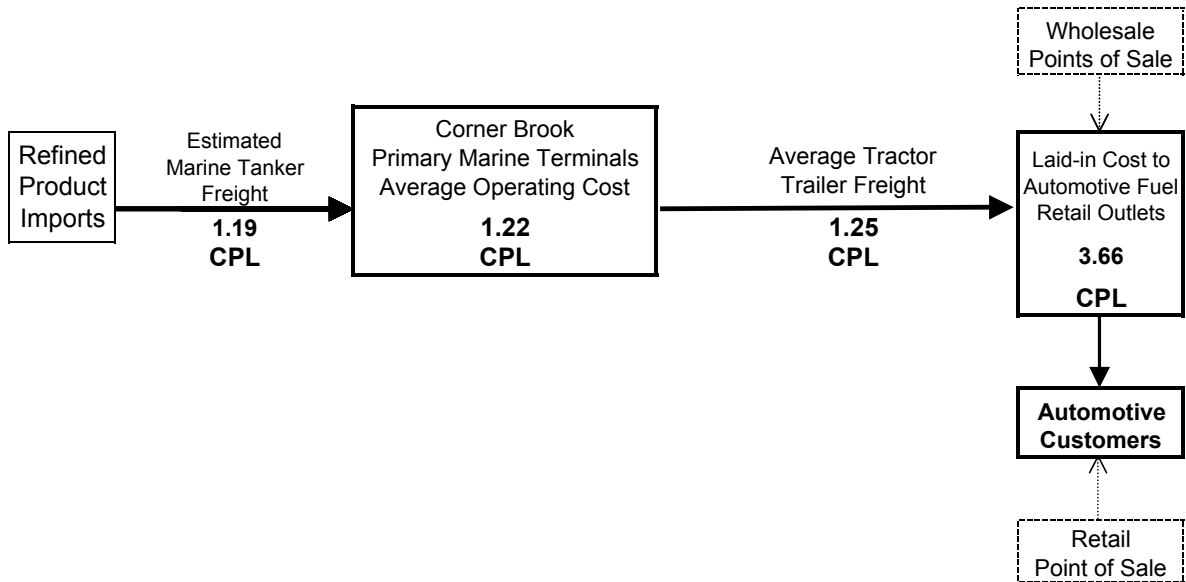 Wholesale
Points of Sale
Refined
Product
Imports
Estimated
Marine Tanker
Freight
1.19
CPL
Corner Brook
Primary Marine Terminals
Average Operating Cost
1.22
CPL
Average Tractor
Trailer Freight
1.25
CPL
Laid-in Cost to
Automotive Fuel
Retail Outlets
3.66
CPL
Automotive
Customers
Retail
Point of Sale